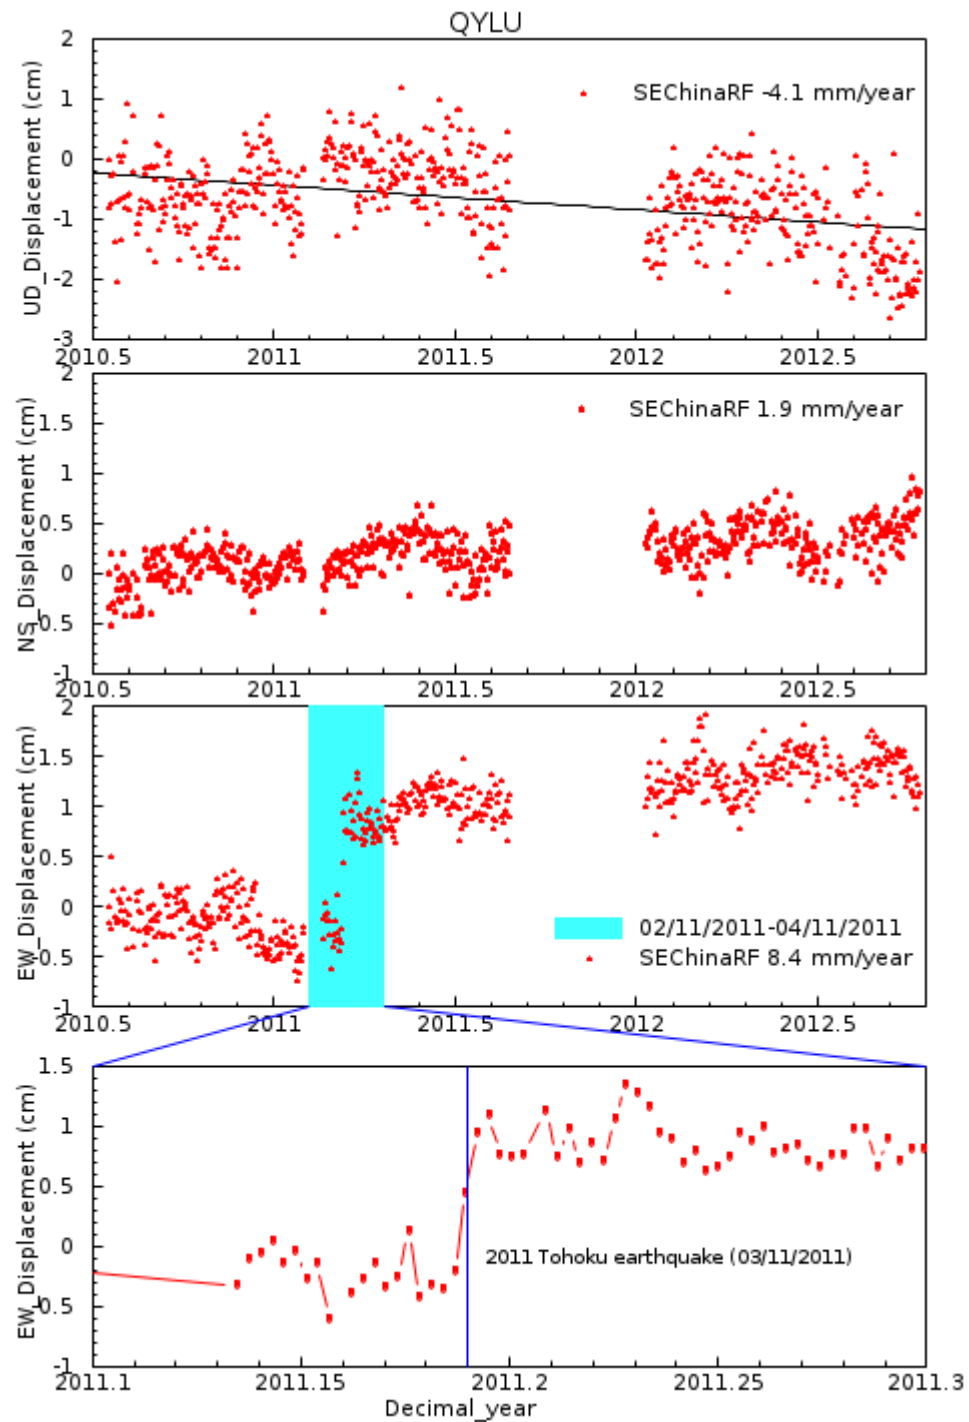 QYLU
UD_Displacement (cm)
2
1
0
-1
-2
-3
SEChinaRF -4.1 mm/year
2010.5 2011 2011.5 2012 2012.5
NS_Displacement (cm)
2
1.5
1
0.5
0
-0.5
-1
SEChinaRF 1.9 mm/year
2010.5 2011 2011.5 2012 2012.5
EW_Displacement (cm)
2
1.5
1
0.5
0
-0.5
-1
02/11/2011-04/11/2011
SEChinaRF 8.4 mm/year
2010.5 2011 2011.5 2012 2012.5
EW_Displacement (cm)
1.5
1
0.5
0
-0.5
-1
2011 Tohoku earthquake (03/11/2011)
2011.1 2011.15 2011.2 2011.25 2011.3
Decimal_year